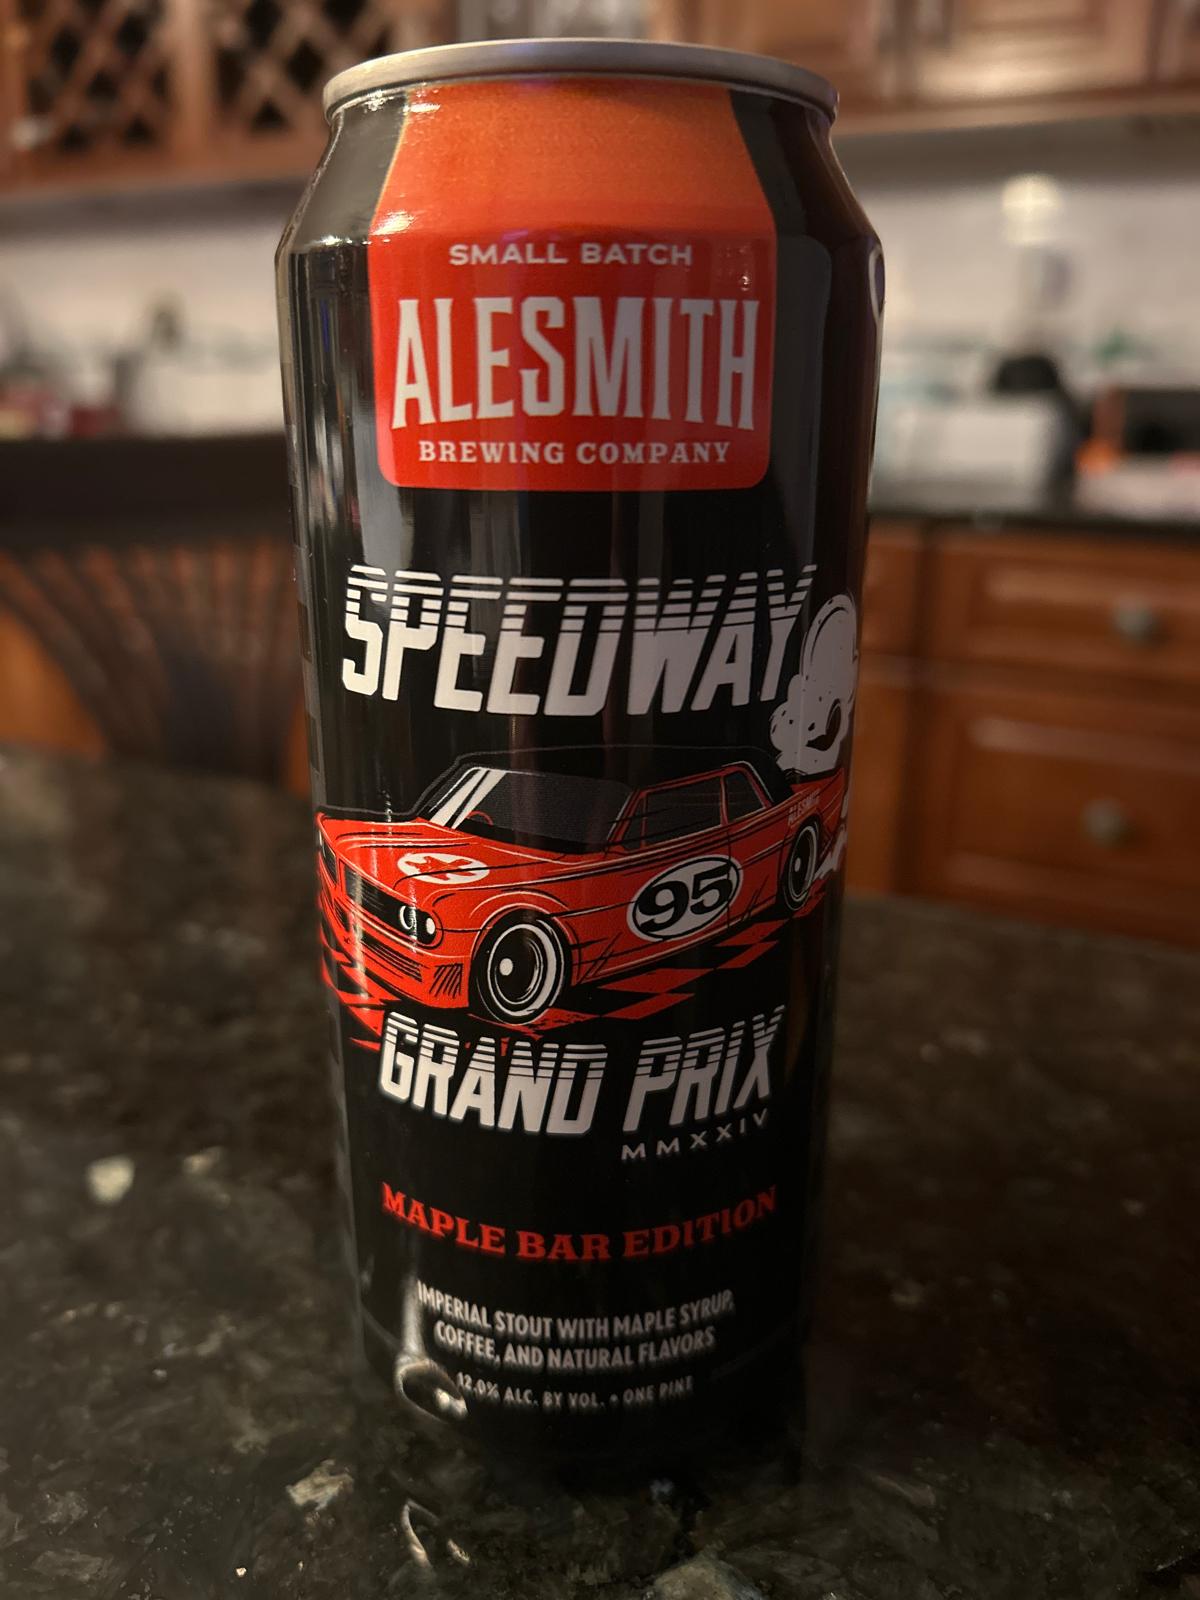 SMALL BATCH
ALESMITH
BREWING COMPANY
SPEEDWAY
ALESMITH
95
GRAND PRIX
MMXXIV
MAPLE BAR EDITION
IMPERIAL STOUT WITH MAPLE SYRUP,
COFFEE, AND NATURAL FLAVORS
12.0% ALC. BY VOL. • ONE PINT